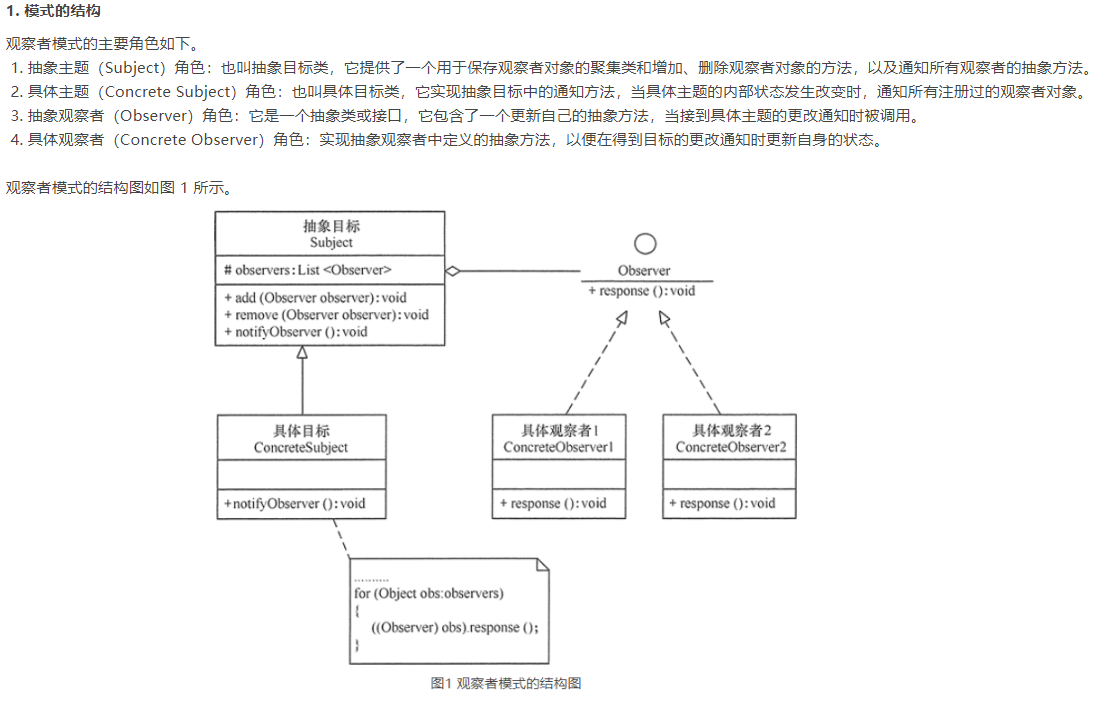 1. 模式的结构
观察者模式的主要角色如下。
1. 抽象主题（Subject）角色：也叫抽象目标类，它提供了一个用于保存观察者对象的聚集类和增加、删除观察者对象的方法，以及通知所有观察者的抽象方法。
2. 具体主题（Concrete Subject）角色：也叫具体目标类，它实现抽象目标中的通知方法，当具体主题的内部状态发生改变时，通知所有注册过的观察者对象。
3. 抽象观察者（Observer）角色：它是一个抽象类或接口，它包含了一个更新自己的抽象方法，当接到具体主题的更改通知时被调用。
4. 具体观察者（Concrete Observer）角色：实现抽象观察者中定义的抽象方法，以便在得到目标的更改通知时更新自身的状态。
观察者模式的结构图如图 1 所示。
抽象目标
Subject
# observers:List <Observer>
+ add (Observer observer):void
+ remove (Observer observer):void
+ notifyObserver ():void
Observer
+ response ():void
具体目标
ConcreteSubject
+notifyObserver ():void
具体观察者1
ConcreteObserver1
+ response ():void
具体观察者2
ConcreteObserver2
+ response ():void
..........
for (Object obs:observers)
{
((Observer) obs).response ();
}
图1 观察者模式的结构图